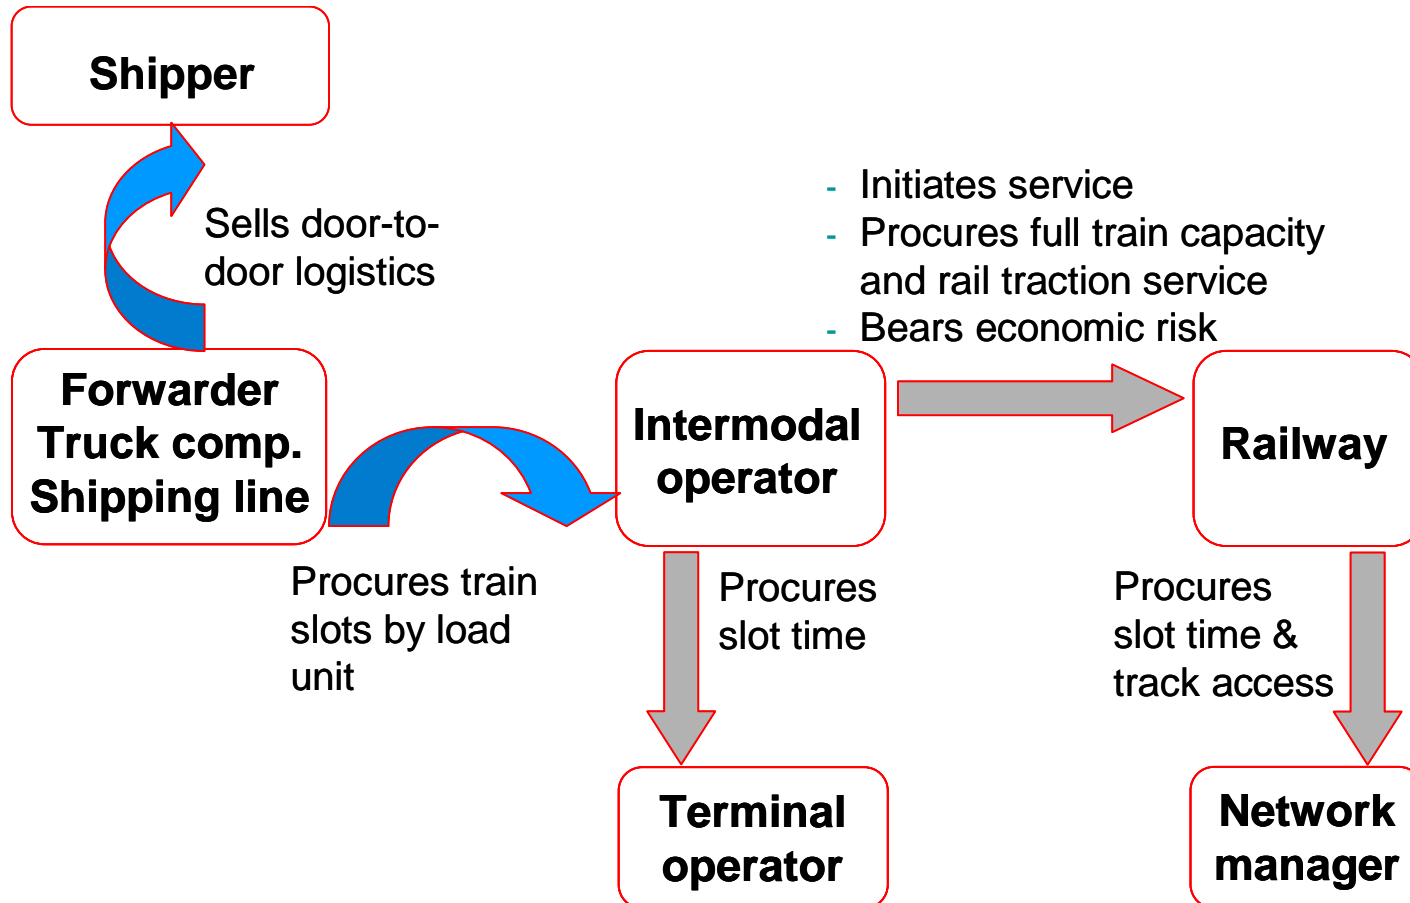 Shipper
Sells door-to-
door logistics
- Initiates service
- Procures full train capacity
and rail traction service
- Bears economic risk
Forwarder
Truck comp.
Shipping line
Intermodal
operator
Railway
Procures train
slots by load
unit
Procures
slot time
Procures
slot time &
track access
Terminal
operator
Network
manager